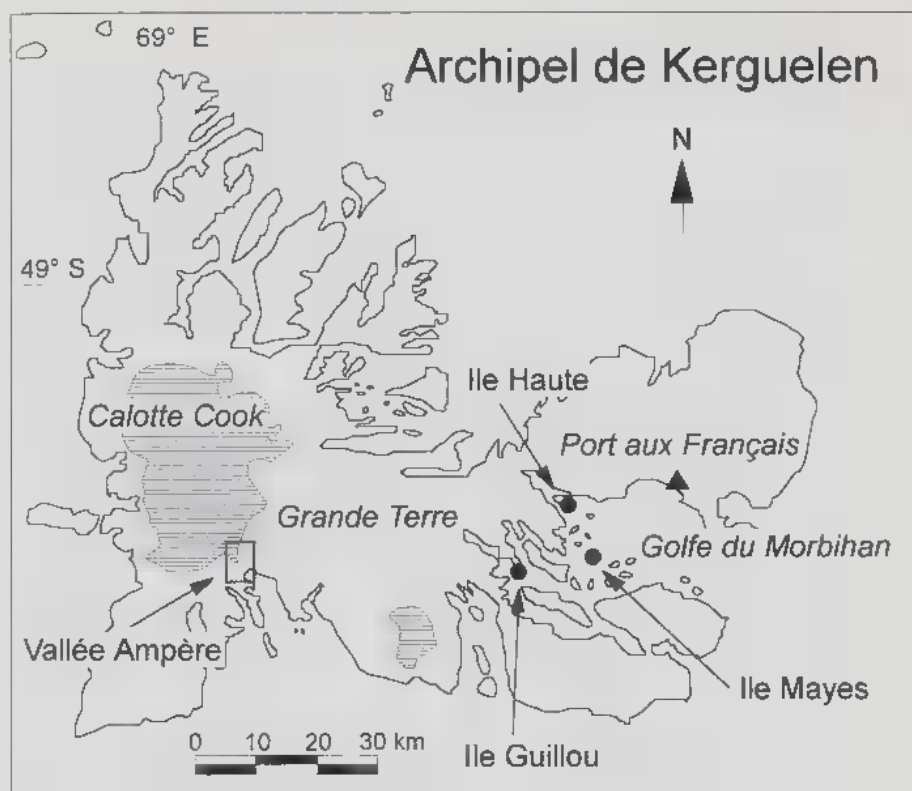 69° E
Archipel de Kerguelen
N
49° S
Ile Haute
Calotte Cook
Port aux Français
Grande Terre
Golfe du Morbihan
Vallée Ampère
Ile Mayes
0 10 20 30 km
Ile Guillou